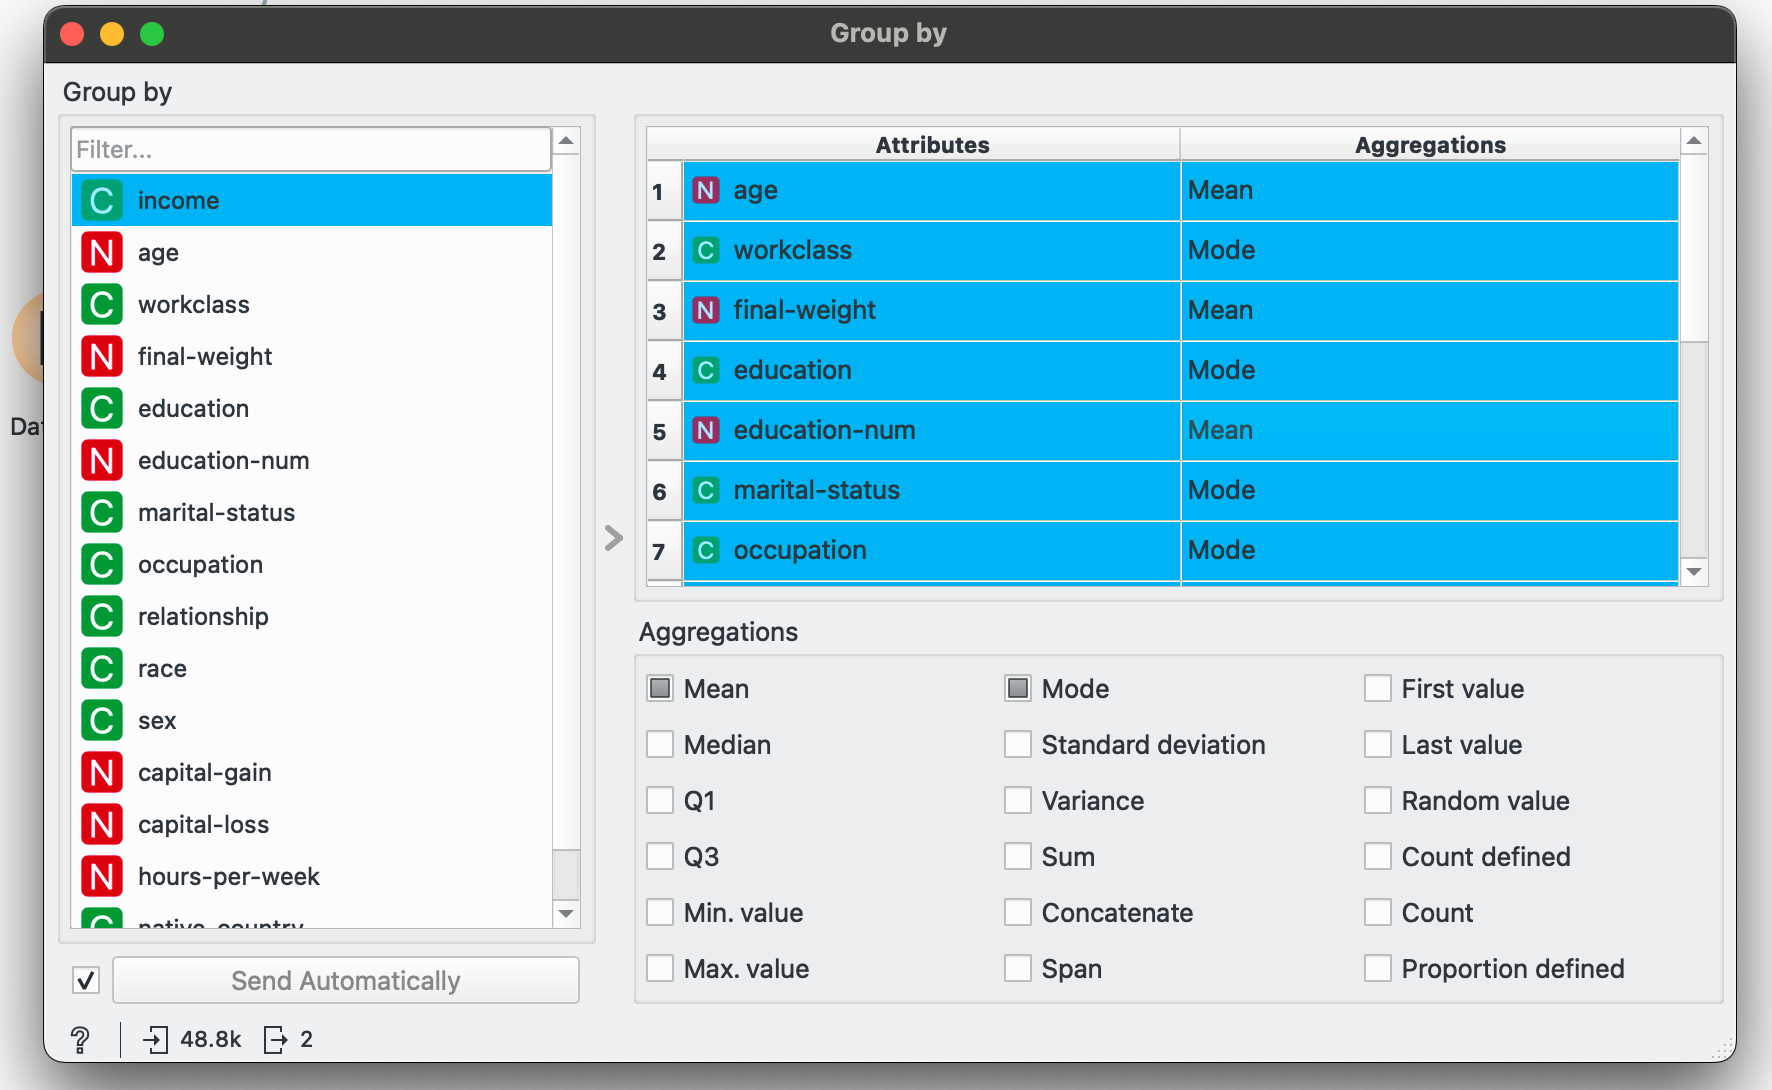 Group by
Group by
Filter...
C income
N age
C workclass
N final-weight
C education
N education-num
C marital-status
C occupation
C relationship
C race
C sex
N capital-gain
N capital-loss
N hours-per-week
C native-country
Send Automatically
? 48.8k 2
Attributes Aggregations
1 N age Mean
2 C workclass Mode
3 N final-weight Mean
4 C education Mode
5 N education-num Mean
6 C marital-status Mode
7 C occupation Mode
Aggregations
Mean Mode First value
Median Standard deviation Last value
Q1 Variance Random value
Q3 Sum Count defined
Min. value Concatenate Count
Max. value Span Proportion defined